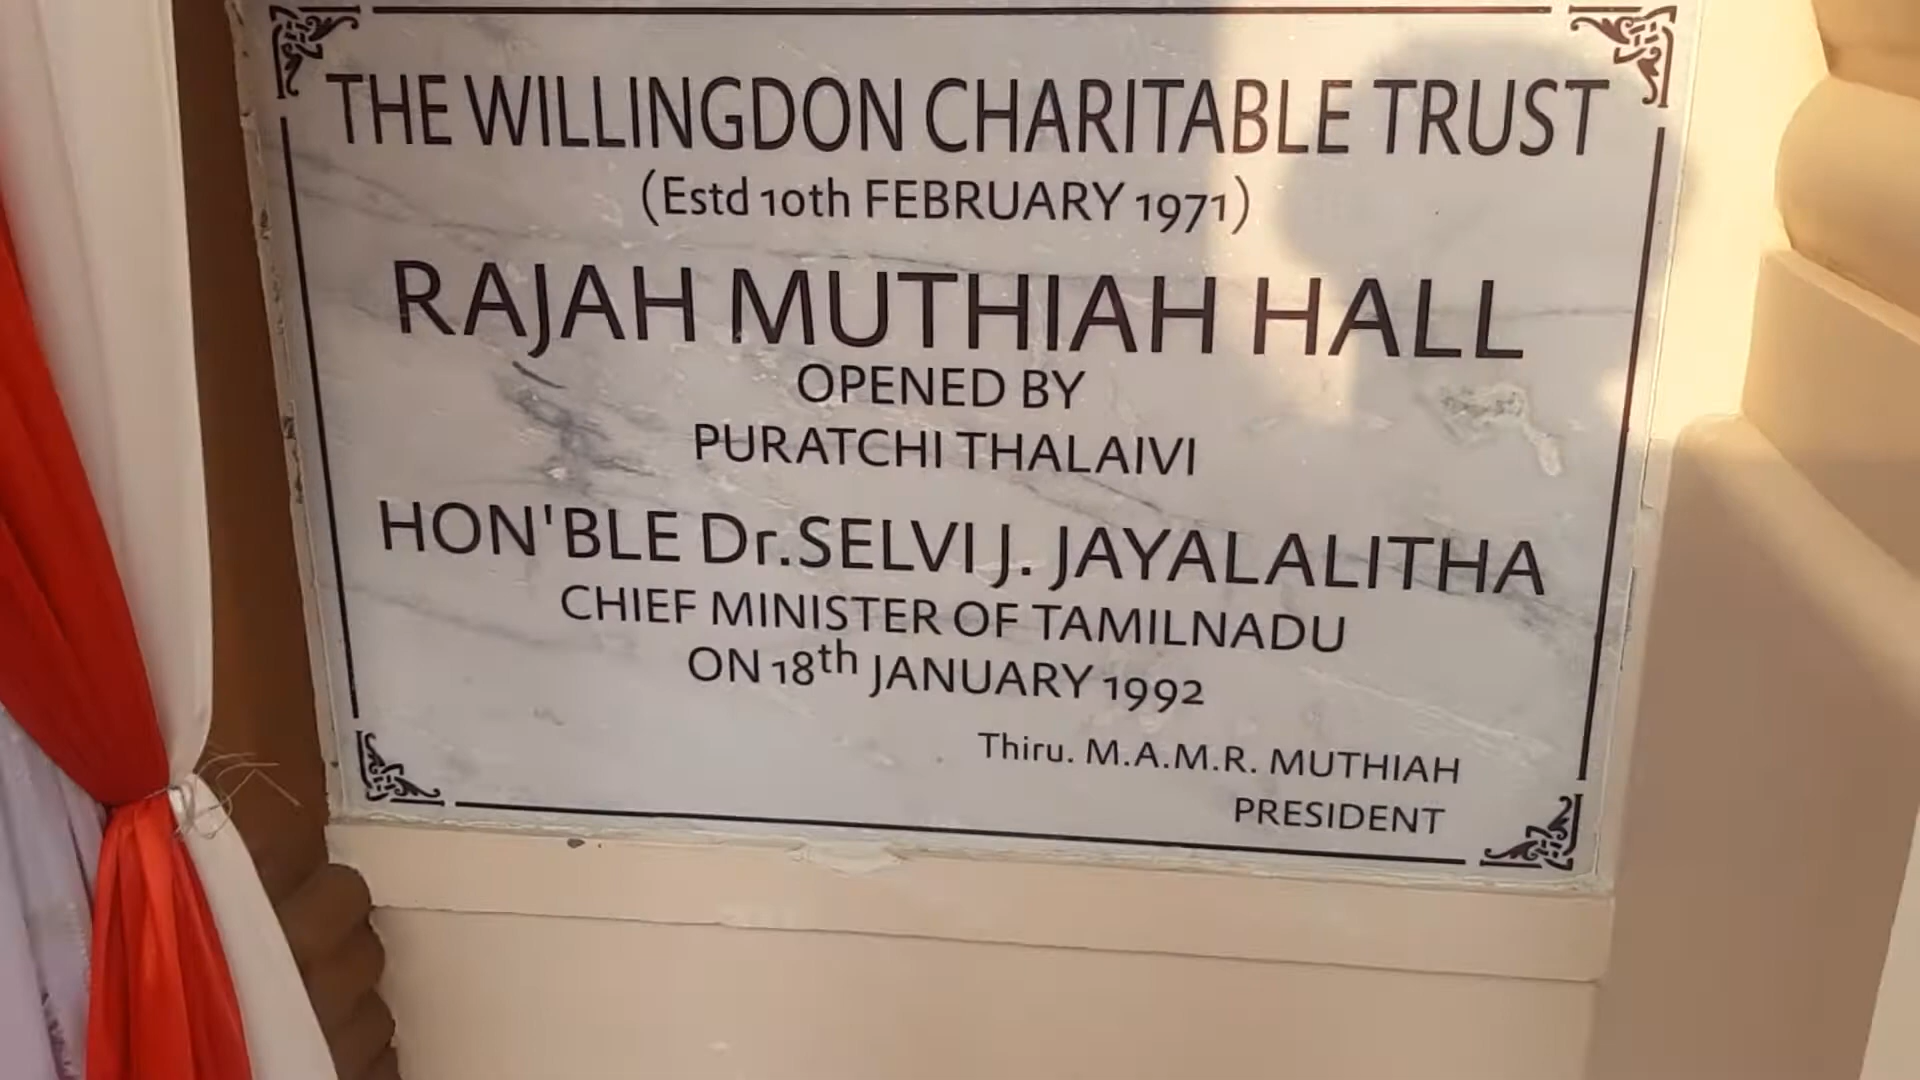 THE WILLINGDON CHARITABLE TRUST
(Estd 10th FEBRUARY 1971)
RAJAH MUTHIAH HALL
OPENED BY
PURATCHI THALAIVI
HON'BLE Dr.SELVI J. JAYALALITHA
CHIEF MINISTER OF TAMILNADU
ON 18th JANUARY 1992
Thiru. M.A.M.R. MUTHIAH
PRESIDENT